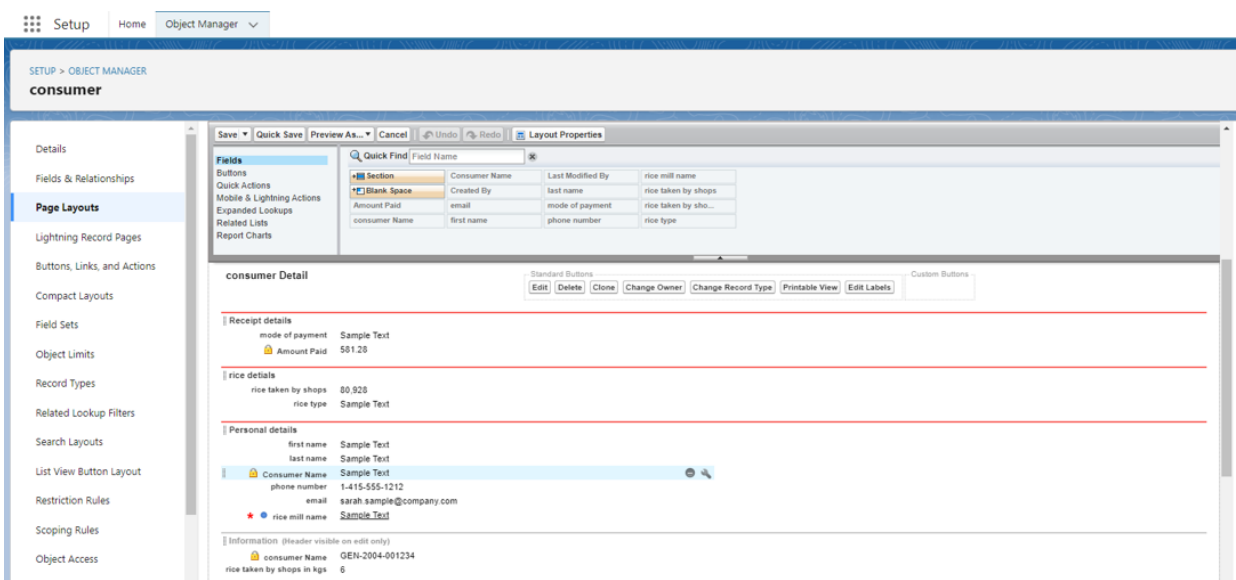 Setup Home Object Manager
SETUP > OBJECT MANAGER
consumer
Details
Fields & Relationships
Page Layouts
Lightning Record Pages
Buttons, Links, and Actions
Compact Layouts
Field Sets
Object Limits
Record Types
Related Lookup Filters
Search Layouts
List View Button Layout
Restriction Rules
Scoping Rules
Object Access
Save Quick Save Preview As... Cancel Undo Redo Layout Properties
Fields
Buttons
Quick Actions
Mobile & Lightning Actions
Expanded Lookups
Related Lists
Report Charts
Quick Find Field Name
Section Consumer Name Last Modified By rice mill name
Blank Space Created By last name rice taken by shops
Amount Paid email mode of payment rice taken by sho...
consumer Name first name phone number rice type
consumer Detail
Standard Buttons
Edit Delete Clone Change Owner Change Record Type Printable View Edit Labels
Custom Buttons
Receipt details
mode of payment Sample Text
Amount Paid 581.28
rice detials
rice taken by shops 80,928
rice type Sample Text
Personal details
first name Sample Text
last name Sample Text
Consumer Name Sample Text
phone number 1-415-555-1212
email sarah.sample@company.com
* rice mill name Sample Text
Information (Header visible on edit only)
consumer Name GEN-2004-001234
rice taken by shops in kgs 6